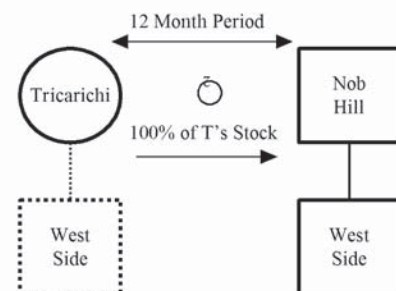 12 Month Period
Tricarichi
Nob
Hill
100% of T's Stock
West
Side
West
Side